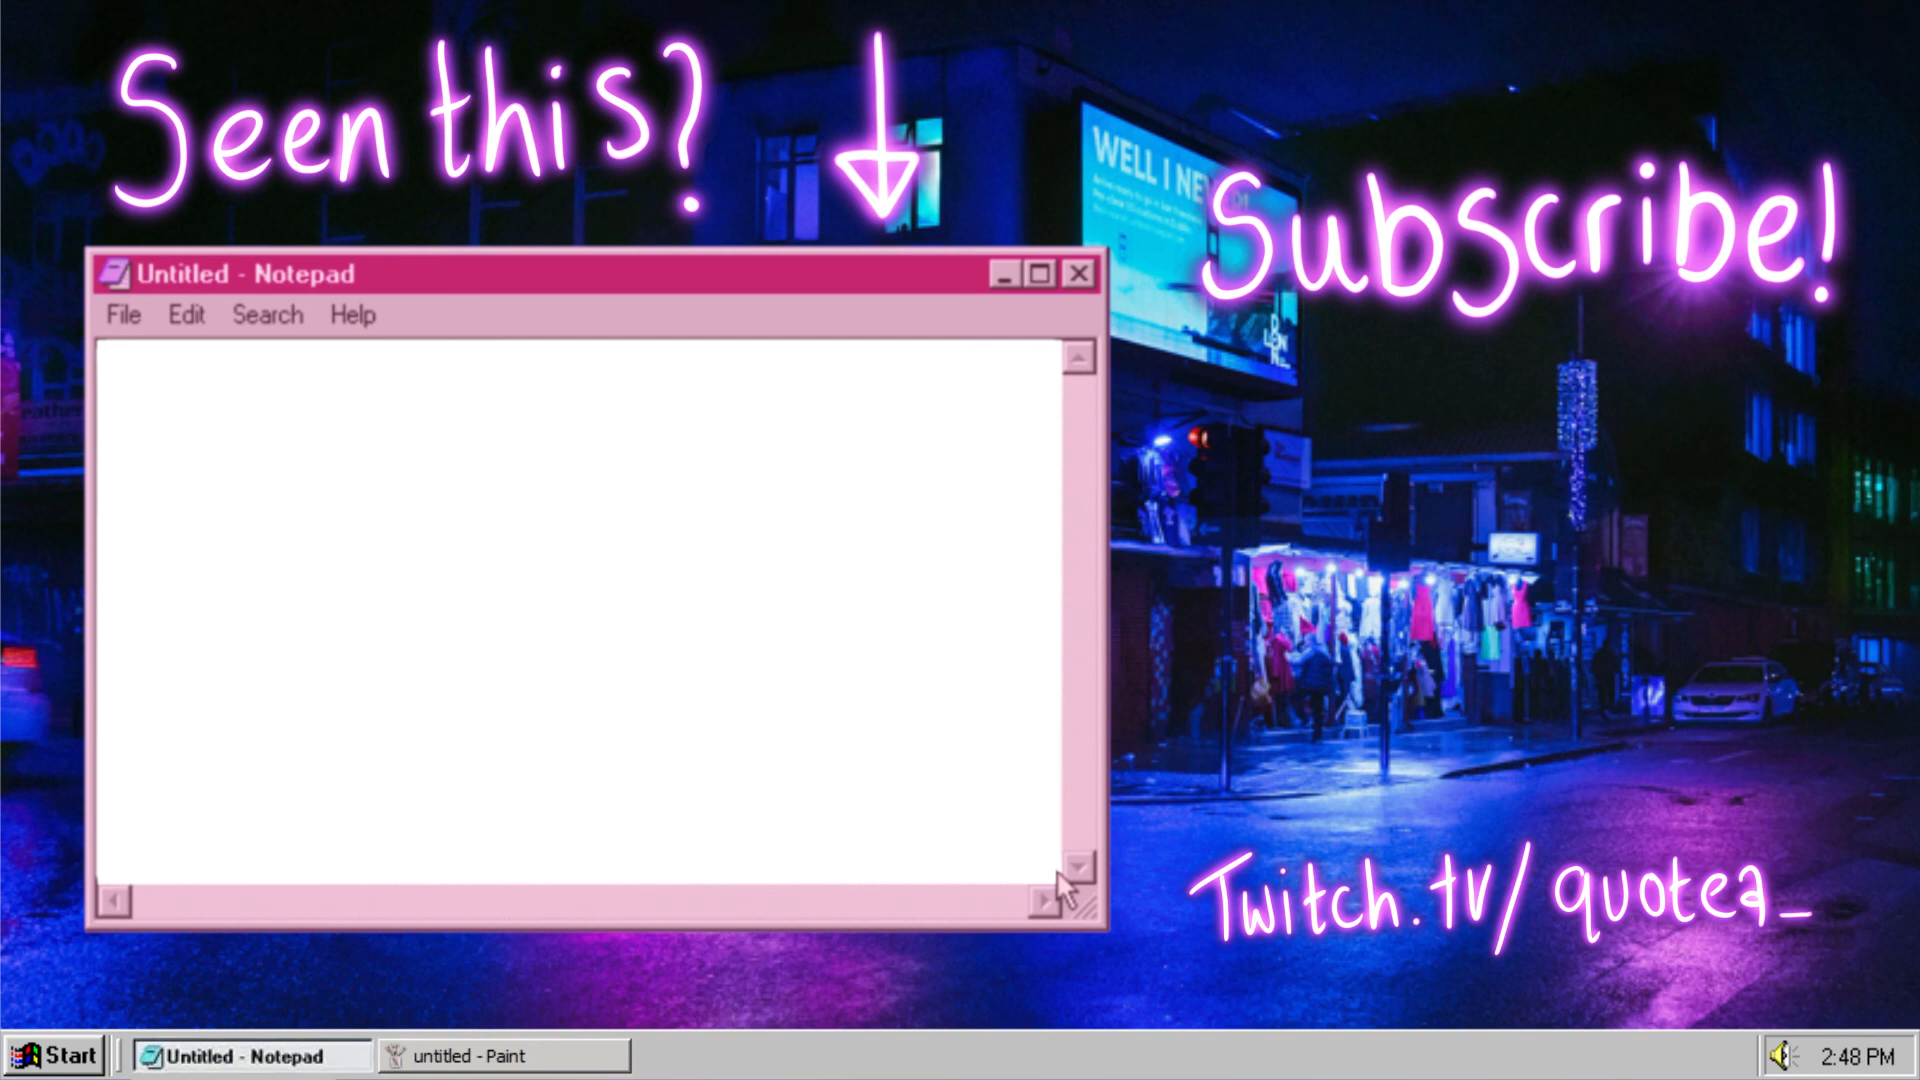 Seen this?
WELL I NE
Subscribe!
Untitled - Notepad
File Edit Search Help
Twitch.tv/quotea_
Start
Untitled - Notepad
untitled - Paint
2:48 PM